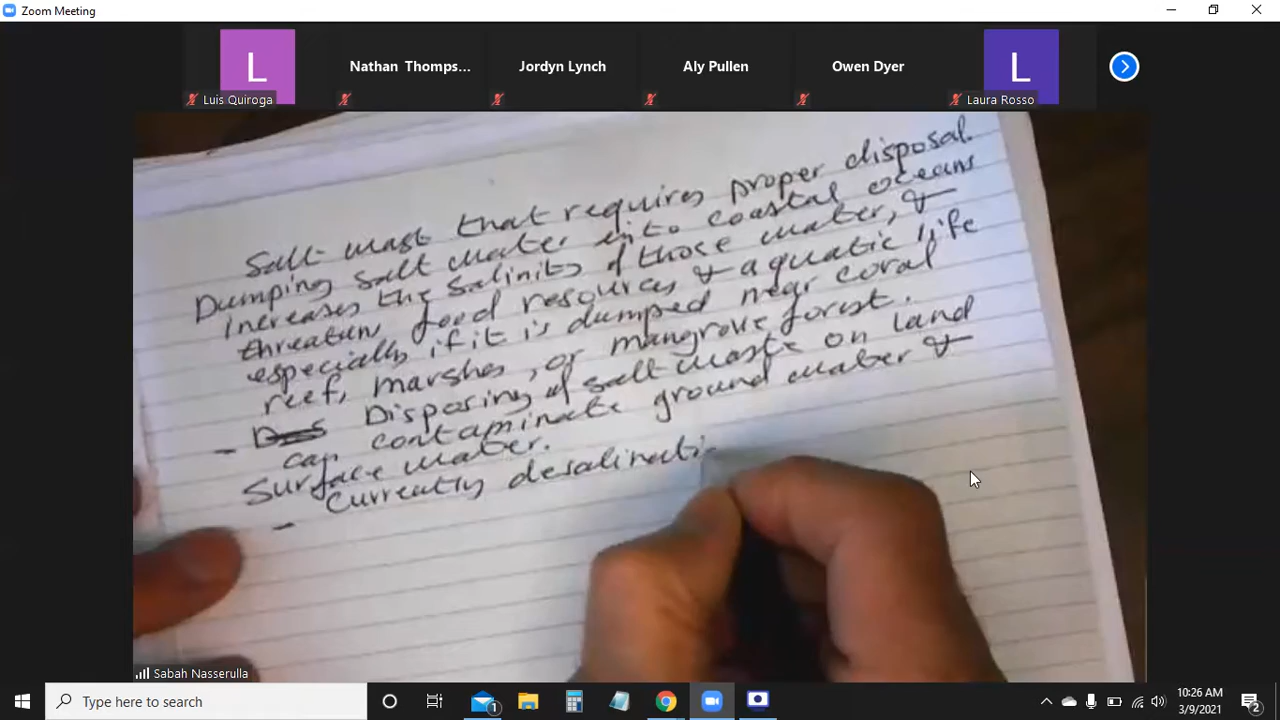 Zoom Meeting
L
Nathan Thomps...
Jordyn Lynch
Aly Pullen
Owen Dyer
L
Luis Quiroga
Laura Rosso
Salt wast that requires proper disposal.
Dumping salt water into coastal oceans
increases the salinity of those water, &
threaten food resources & aquatic life
especially if it is dumped near coral
reef, marshes, or mangrove forest.
- Disposing of salt waste on land
can contaminate ground water &
Surface water.
- Currently desalinati
Sabah Nasserulla
Type here to search
1
10:26 AM
3/9/2021
2